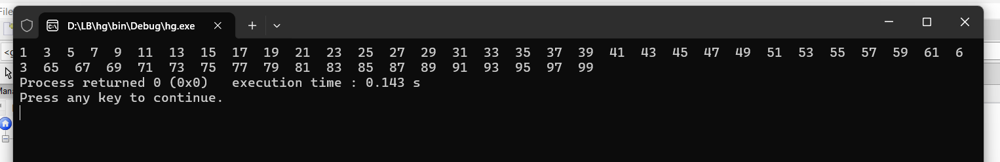 File
D:\LB\hg\bin\Debug\hg.exe
1  3  5  7  9  11  13  15  17  19  21  23  25  27  29  31  33  35  37  39  41  43  45  47  49  51  53  55  57  59  61  6
3  65  67  69  71  73  75  77  79  81  83  85  87  89  91  93  95  97  99
Process returned 0 (0x0)   execution time : 0.143 s
Press any key to continue.